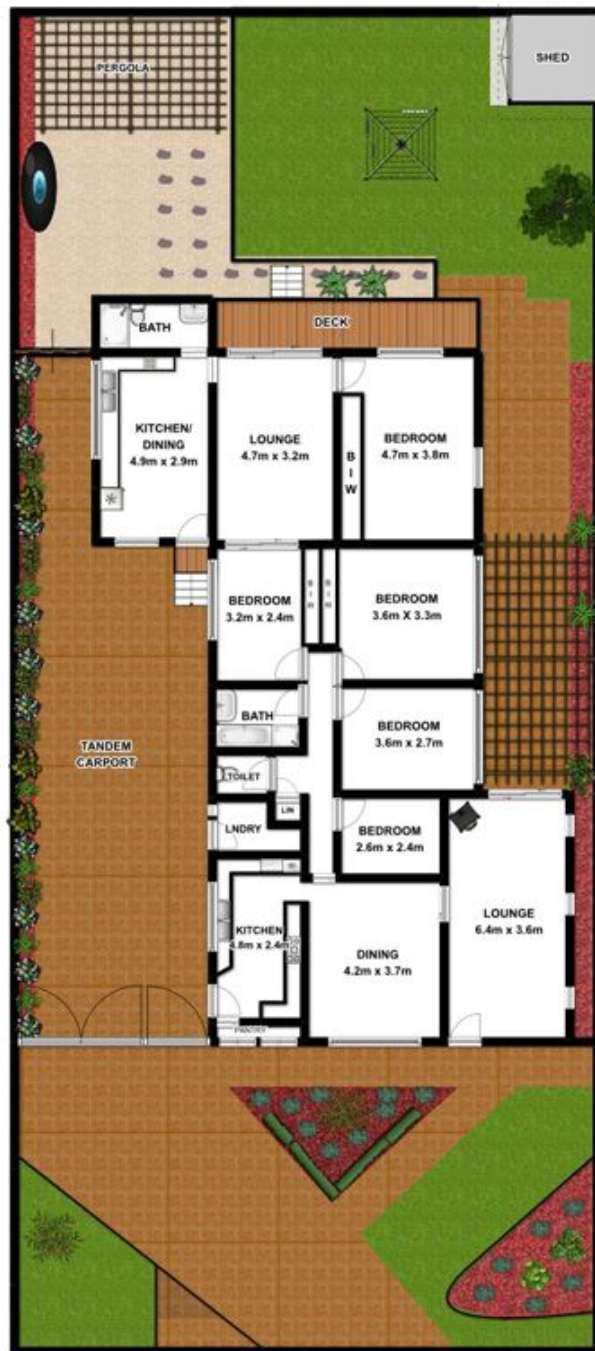 PERGOLA
SHED
BATH
DECK
KITCHEN/
DINING
4.9m x 2.9m
LOUNGE
4.7m x 3.2m
BEDROOM
4.7m x 3.8m
B I W
BEDROOM
3.2m x 2.4m
B I W
B I W
BEDROOM
3.6m X 3.3m
BATH
BEDROOM
3.6m x 2.7m
TANDEM
CARPORT
TOILET
LIN
LNDRY
BEDROOM
2.6m x 2.4m
KITCHEN
4.8m x 2.4m
DINING
4.2m x 3.7m
LOUNGE
6.4m x 3.6m
PANTRY